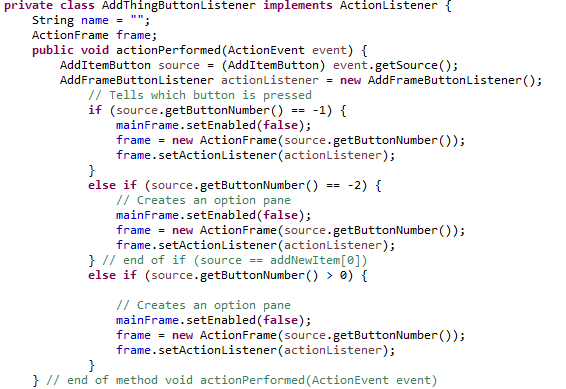 private class AddThingButtonListener implements ActionListener {
    String name = "";
    ActionFrame frame;
    public void actionPerformed(ActionEvent event) {
        AddItemButton source = (AddItemButton) event.getSource();
        AddFrameButtonListener actionListener = new AddFrameButtonListener();
            // Tells which button is pressed
            if (source.getButtonNumber() == -1) {
                mainFrame.setEnabled(false);
                frame = new ActionFrame(source.getButtonNumber());
                frame.setActionListener(actionListener);
            }
            else if (source.getButtonNumber() == -2) {
                // Creates an option pane
                mainFrame.setEnabled(false);
                frame = new ActionFrame(source.getButtonNumber());
                frame.setActionListener(actionListener);
            } // end of if (source == addNewItem[0])
            else if (source.getButtonNumber() > 0) {

                // Creates an option pane
                mainFrame.setEnabled(false);
                frame = new ActionFrame(source.getButtonNumber());
                frame.setActionListener(actionListener);
            }
    } // end of method void actionPerformed(ActionEvent event)